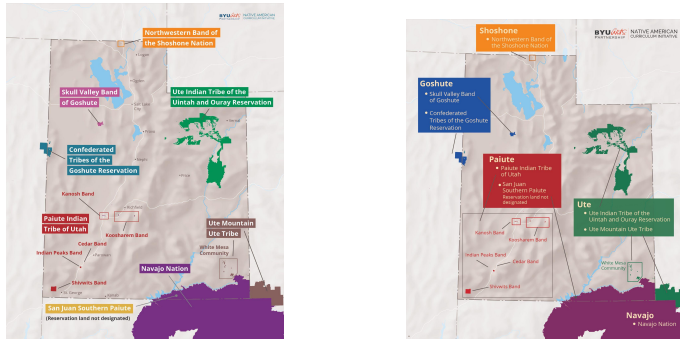 BYU ARTS PARTNERSHIP
NATIVE AMERICAN
CURRICULUM INITIATIVE
Northwestern Band of
the Shoshone Nation
Skull Valley Band
of Goshute
Ute Indian Tribe of the
Uintah and Ouray Reservation
Confederated
Tribes of the
Goshute Reservation
Kanosh Band
Paiute Indian
Tribe of Utah
Koosharem Band
Cedar Band
Indian Peaks Band
Shivwits Band
Ute Mountain
Ute Tribe
White Mesa
Community
Navajo Nation
San Juan Southern Paiute
(Reservation land not designated)
Shoshone
Northwestern Band of
the Shoshone Nation
BYU ARTS PARTNERSHIP
NATIVE AMERICAN
CURRICULUM INITIATIVE
Goshute
Skull Valley Band
of Goshute
Confederated
Tribes of the Goshute
Reservation
Paiute
Paiute Indian Tribe
of Utah
San Juan
Southern Paiute
Reservation land not
designated
Kanosh Band
Koosharem Band
Indian Peaks Band
Cedar Band
Shivwits Band
Ute
Ute Indian Tribe of the
Uintah and Ouray Reservation
Ute Mountain Ute Tribe
White Mesa
Community
Navajo
Navajo Nation